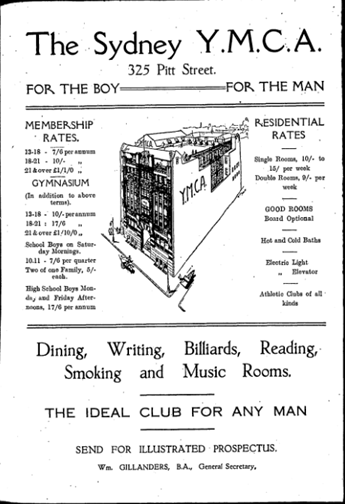 The Sydney Y.M.C.A.
325 Pitt Street.
FOR THE BOY FOR THE MAN
MEMBERSHIP
RATES.
13-18 - 7/6 per annum
18-21 - 10/- „
21 & over £1/1/0 „
GYMNASIUM
(In addition to above
terms).
13-18 - 10/- per annum
18-21 : 17/6 „
21 & over £1/10/0 „
School Boys on Satur-
day Mornings.
10.11 - 7/6 per quarter
Two of one Family, 5/-
each.
High School Boys Mon-
day and Friday After-
noons, 17/6 per annum
Y.M.C.A.
RESIDENTIAL
RATES
Single Rooms, 10/- to
15/ per week
Double Rooms, 9/- per
week
GOOD ROOMS
Board Optional
Hot and Cold Baths
Electric Light
„ Elevator
Athletic Clubs of all
kinds
Dining, Writing, Billiards, Reading,
Smoking and Music Rooms.
THE IDEAL CLUB FOR ANY MAN
SEND FOR ILLUSTRATED PROSPECTUS.
Wm. GILLANDERS, B.A., General Secretary.